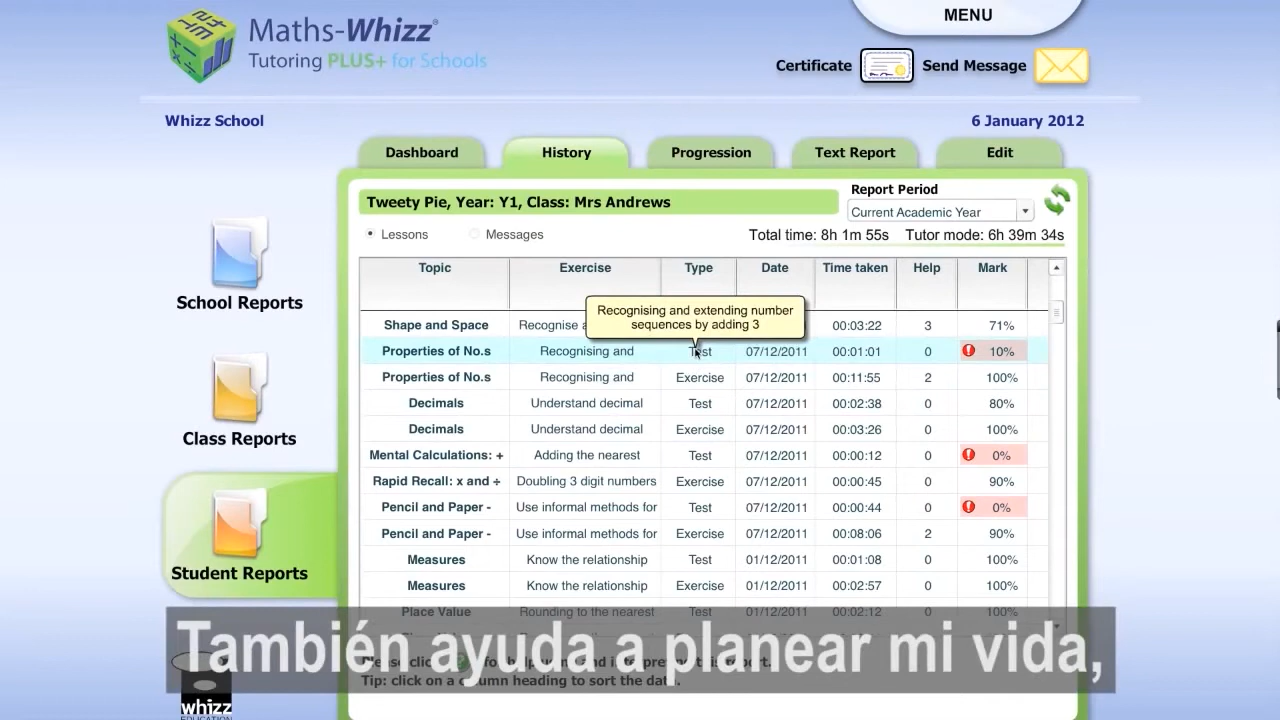 Maths-Whizz®
Tutoring PLUS+ for Schools
MENU
Certificate
Send Message
Whizz School
6 January 2012
Dashboard
History
Progression
Text Report
Edit
Tweety Pie, Year: Y1, Class: Mrs Andrews
Report Period
Current Academic Year
Lessons
Messages
Total time: 8h 1m 55s Tutor mode: 6h 39m 34s
School Reports
Class Reports
Student Reports
Topic Exercise Type Date Time taken Help Mark
Recognising and extending number
sequences by adding 3
Shape and Space Recognise 00:03:22 3 71%
Properties of No.s Recognising and Test 07/12/2011 00:01:01 0 10%
Properties of No.s Recognising and Exercise 07/12/2011 00:11:55 2 100%
Decimals Understand decimal Test 07/12/2011 00:02:38 0 80%
Decimals Understand decimal Exercise 07/12/2011 00:03:26 0 100%
Mental Calculations: + Adding the nearest Test 07/12/2011 00:00:12 0 0%
Rapid Recall: x and ÷ Doubling 3 digit numbers Exercise 07/12/2011 00:00:45 0 90%
Pencil and Paper - Use informal methods for Test 07/12/2011 00:00:44 0 0%
Pencil and Paper - Use informal methods for Exercise 07/12/2011 00:08:06 2 90%
Measures Know the relationship Test 01/12/2011 00:01:08 0 100%
Measures Know the relationship Exercise 01/12/2011 00:02:57 0 100%
Place Value Rounding to the nearest Test 01/12/2011 00:02:12 0 100%
También ayuda a planear mi vida,
Tip: click on a column heading to sort the data.
whizz
EDUCATION